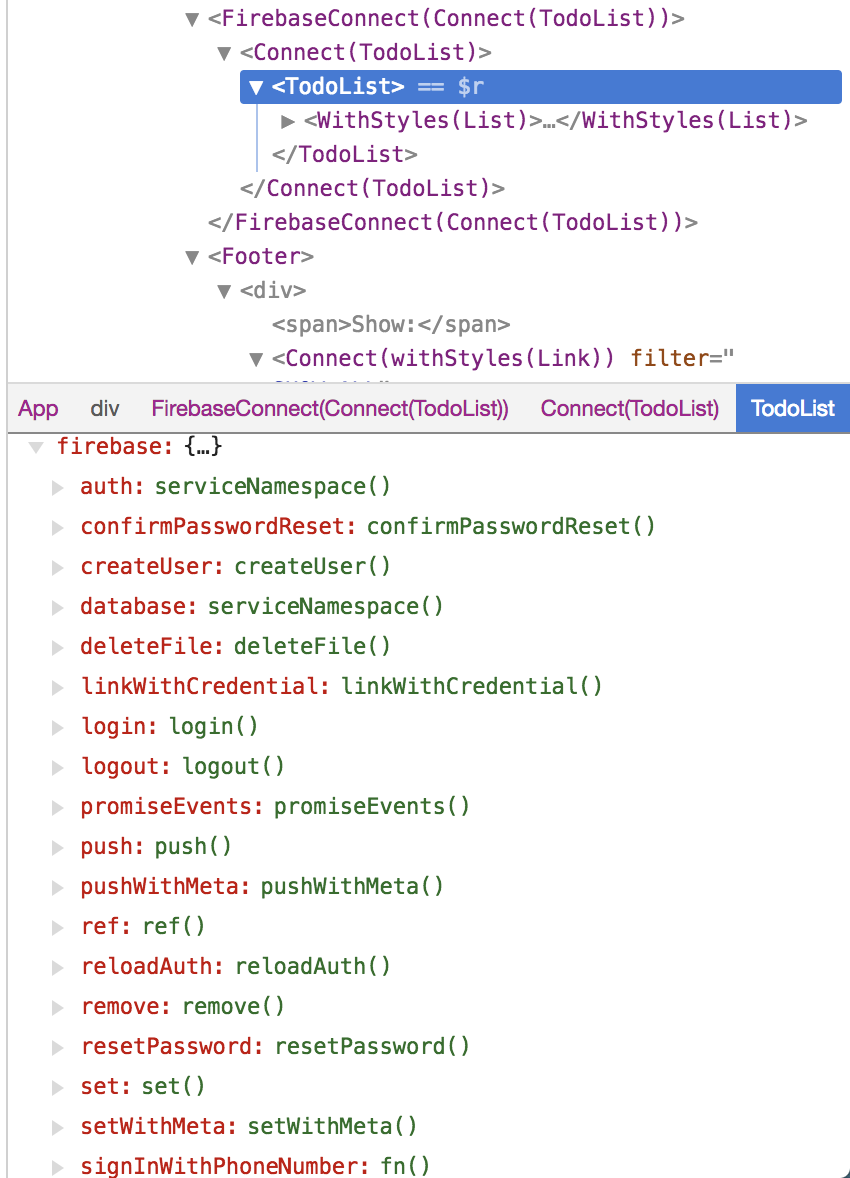 ▼ <FirebaseConnect(Connect(TodoList))>
▼ <Connect(TodoList)>
▼ <TodoList> == $r
▶ <WithStyles(List)>…</WithStyles(List)>
</TodoList>
</Connect(TodoList)>
</FirebaseConnect(Connect(TodoList))>
▼ <Footer>
▼ <div>
<span>Show:</span>
▼ <Connect(withStyles(Link)) filter="
App div FirebaseConnect(Connect(TodoList)) Connect(TodoList) TodoList
▼ firebase: {…}
▶ auth: serviceNamespace()
▶ confirmPasswordReset: confirmPasswordReset()
▶ createUser: createUser()
▶ database: serviceNamespace()
▶ deleteFile: deleteFile()
▶ linkWithCredential: linkWithCredential()
▶ login: login()
▶ logout: logout()
▶ promiseEvents: promiseEvents()
▶ push: push()
▶ pushWithMeta: pushWithMeta()
▶ ref: ref()
▶ reloadAuth: reloadAuth()
▶ remove: remove()
▶ resetPassword: resetPassword()
▶ set: set()
▶ setWithMeta: setWithMeta()
▶ signInWithPhoneNumber: fn()